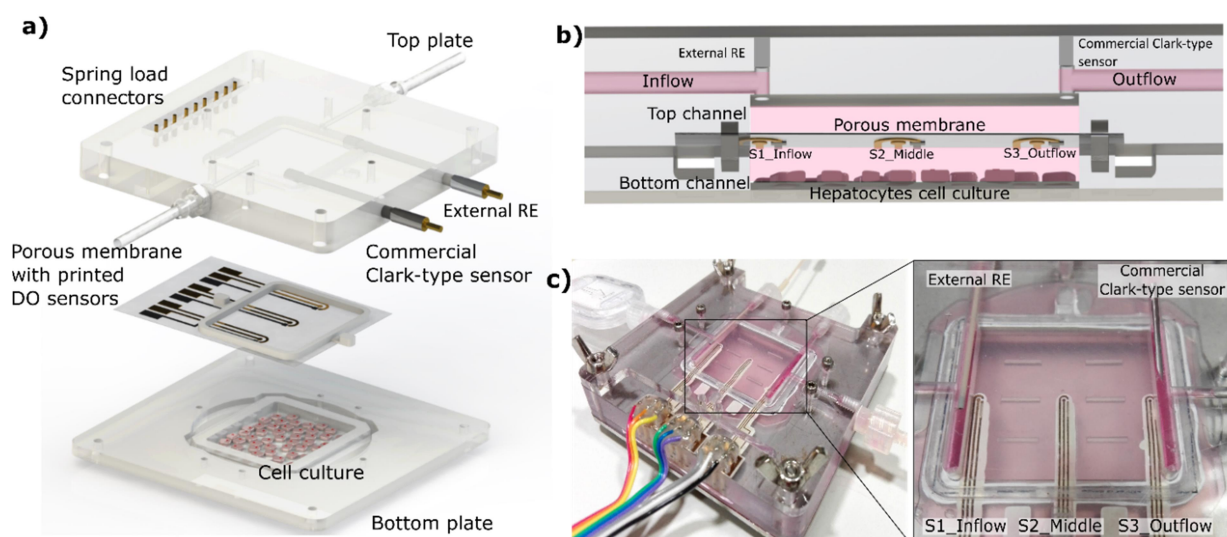 a)
Top plate
Spring load
connectors
External RE
Commercial
Clark-type sensor
Porous membrane
with printed
DO sensors
Cell culture
Bottom plate
b)
External RE
Commercial Clark-type
sensor
Inflow
Outflow
Top channel
Porous membrane
S1_Inflow
S2_Middle
S3_Outflow
Bottom channel
Hepatocytes cell culture
c)
External RE
Commercial
Clark-type sensor
S1_Inflow
S2_Middle
S3_Outflow